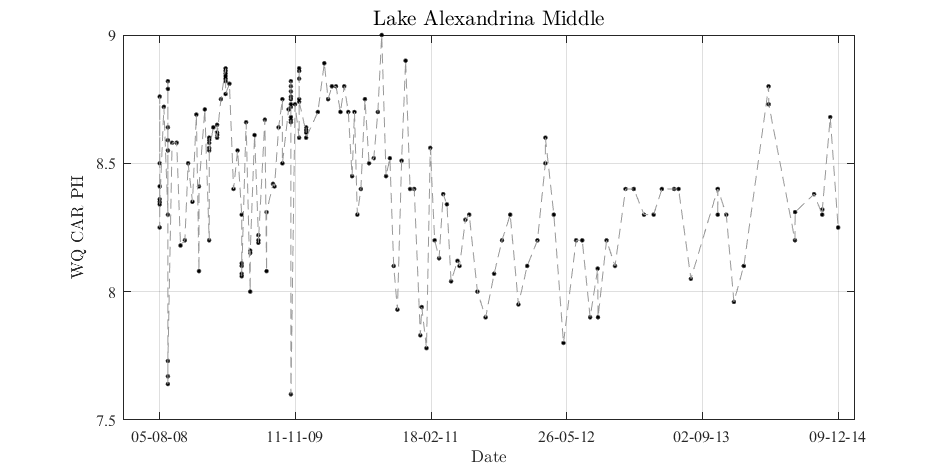 Lake Alexandrina Middle
9
8.5
8
7.5
WQ CAR PH
05-08-08 11-11-09 18-02-11 26-05-12 02-09-13 09-12-14
Date